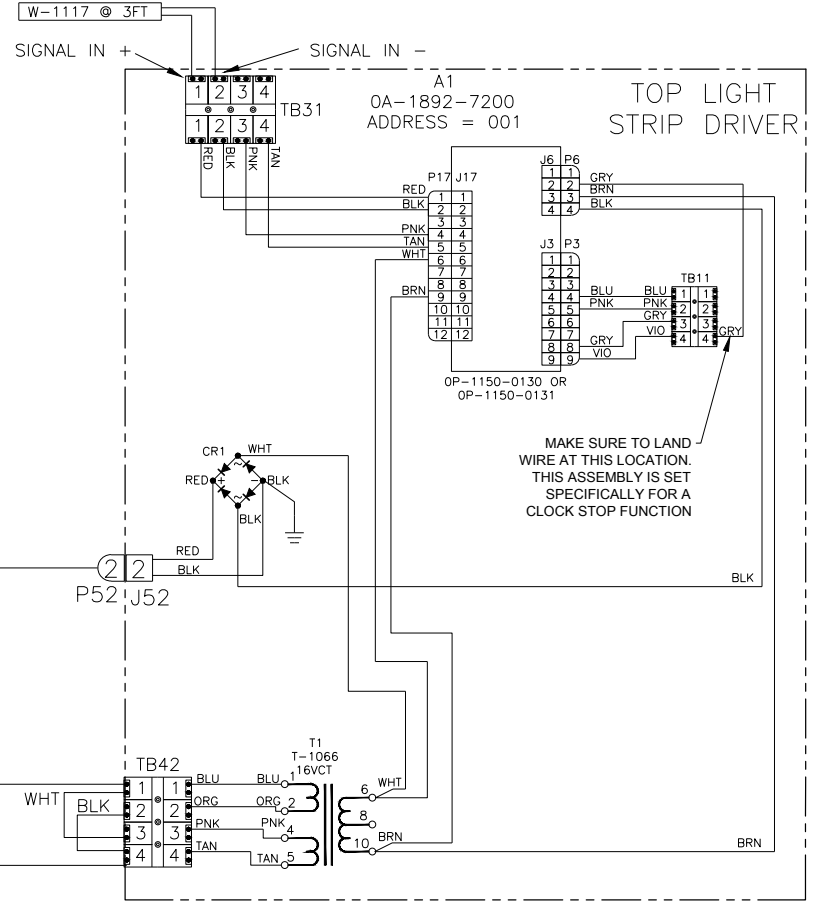 W-1117 @ 3FT
SIGNAL IN +
SIGNAL IN -
1 2 3 4
1 2 3 4
TB31
RED
BLK
PNK
TAN
A1
0A-1892-7200
ADDRESS = 001
TOP LIGHT
STRIP DRIVER
P17 J17
RED
BLK
PNK
TAN
WHT
BRN
1 1
2 2
3 3
4 4
5 5
6 6
7 7
8 8
9 9
10 10
11 11
12 12
J6 P6
1 1
2 2
3 3
4 4
GRY
BRN
BLK
J3 P3
1 1
2 2
3 3
4 4
5 5
6 6
7 7
8 8
9 9
BLU
PNK
GRY
VIO
BLU
PNK
GRY
VIO
TB11
1 1
2 2
3 3
4 4
GRY
0P-1150-0130 OR
0P-1150-0131
MAKE SURE TO LAND
WIRE AT THIS LOCATION.
THIS ASSEMBLY IS SET
SPECIFICALLY FOR A
CLOCK STOP FUNCTION
CR1
WHT
~
RED
+
-
BLK
~
BLK
RED
BLK
2 2
P52 J52
BLK
TB42
WHT
BLK
1 1
2 2
3 3
4 4
BLU
ORG
PNK
TAN
BLU
ORG
PNK
TAN
T1
T-1066
16VCT
1
2
4
5
6
8
10
WHT
BRN
BRN